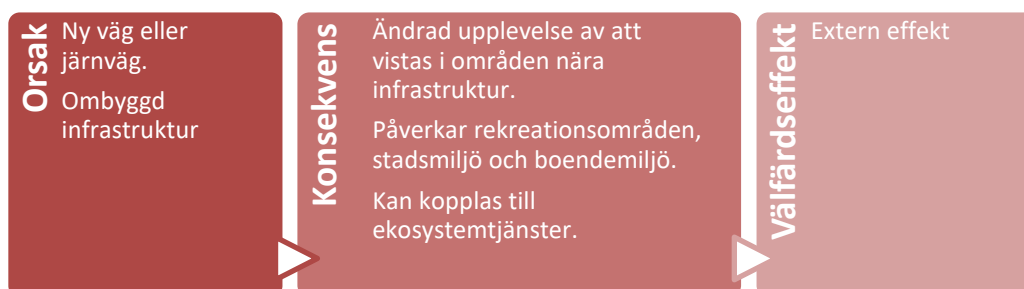 Orsak
Ny väg eller
järnväg.
Ombyggd
infrastruktur
Konsekvens
Ändrad upplevelse av att
vistas i områden nära
infrastruktur.
Påverkar rekreationsområden,
stadsmiljö och boendemiljö.
Kan kopplas till
ekosystemtjänster.
Välfärdseffekt
Extern effekt